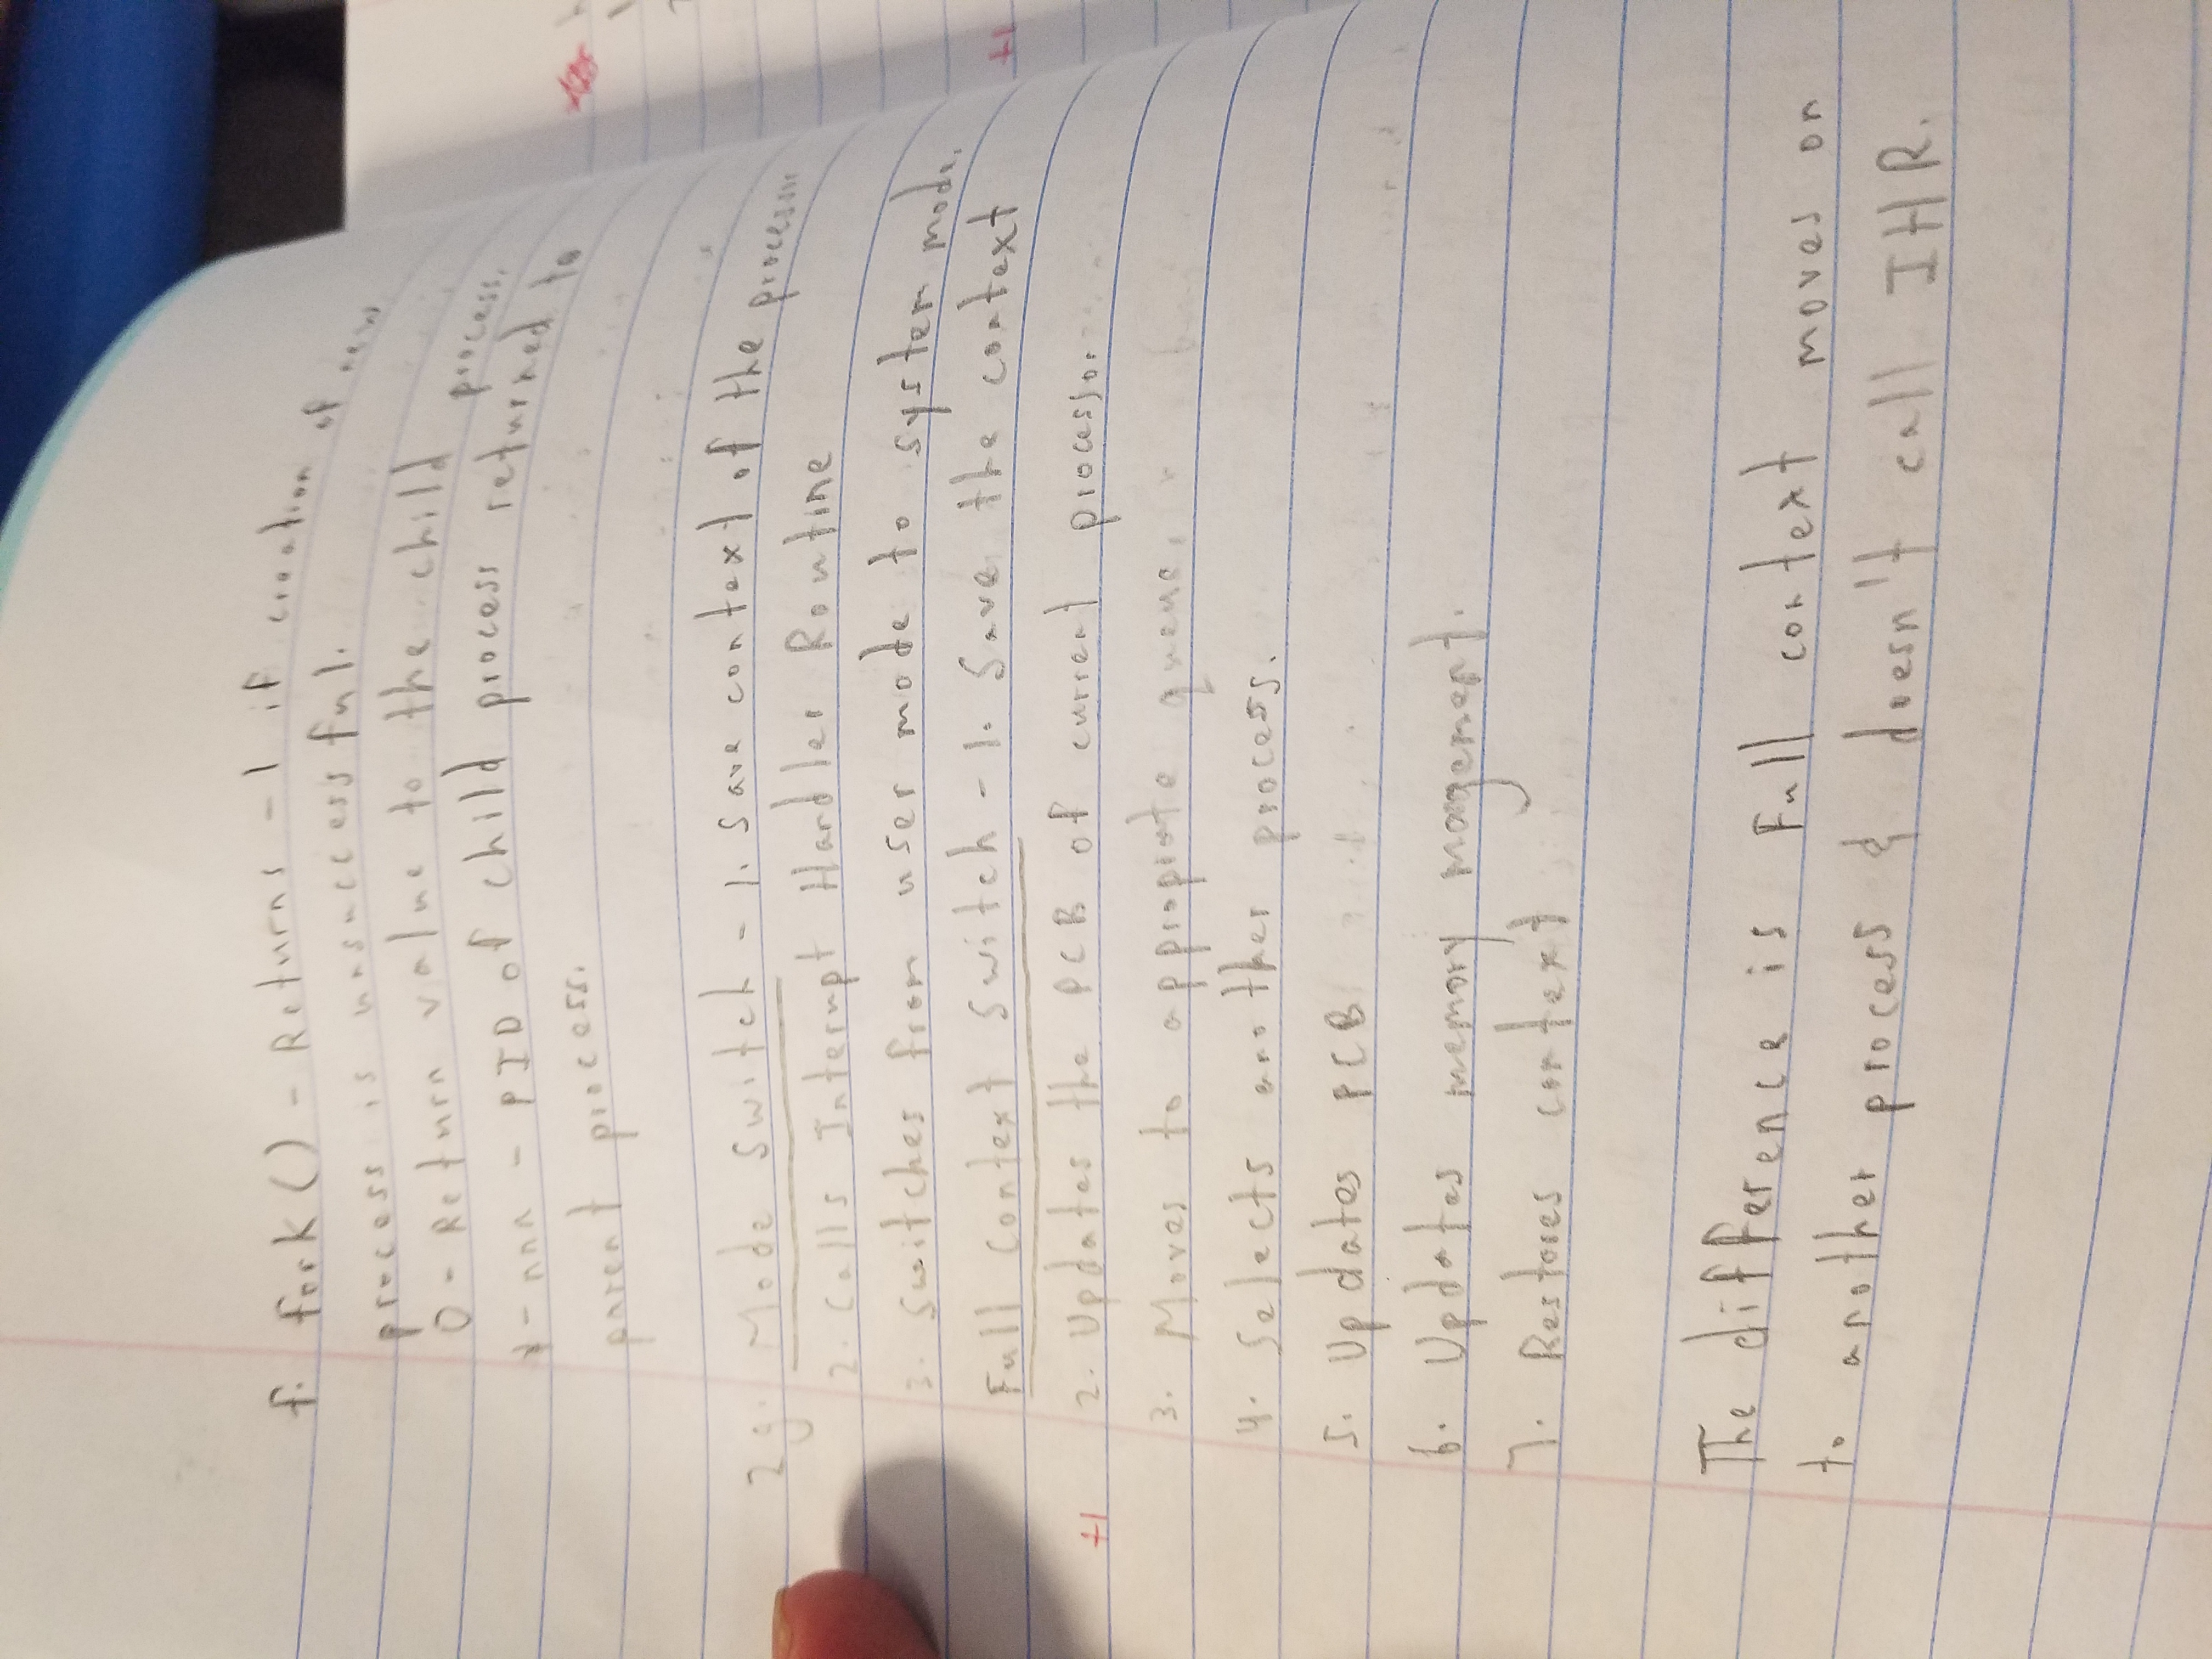 f. fork() - Returns -1 if creation of new
process is unsuccessful.
0 - Return value to the child process.
- nnn - PID of child process returned to
parent process.
2g. Mode Switch - 1. Save context of the processor
2. Calls Interupt Handler Routine
3. Switches from user mode to system mode.
Full Context Switch - 1. Save the context
+1
+1 2. Updates the PCB of current processor
3. Moves to appropriate queue.
4. Selects another process.
5. Updates PCB
6. Updates memory mangement.
7. Restores context
The difference is Full context moves on
to another process & doesn't call IHR.